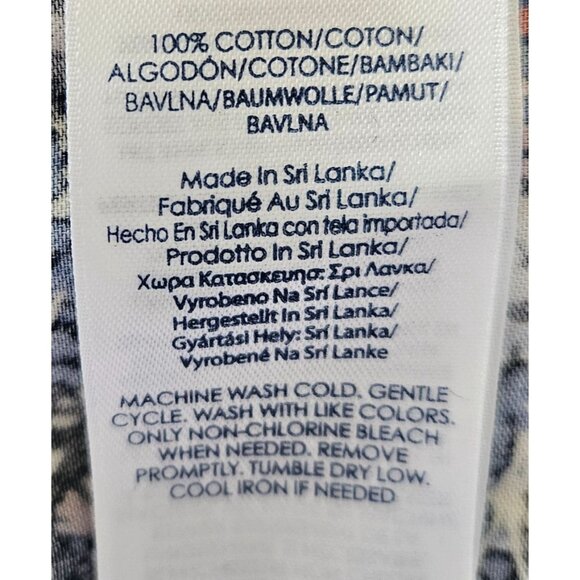 100% COTTON/COTON/
ALGODÓN/COTONE/BAMBAKI/
BAVLNA/BAUMWOLLE/PAMUT/
BAVLNA
Made In Sri Lanka/
Fabriqué Au Sri Lanka/
Hecho En Sri Lanka con tela importada/
Prodotto In Sri Lanka/
Χωρα Κατασκευησ: Σρι Λανκα/
Vyrobeno Na Srí Lance/
Hergestellt In Srí Lanka/
Gyártási Hely: Srí Lanka/
Vyrobené Na Srí Lanke
MACHINE WASH COLD. GENTLE
CYCLE. WASH WITH LIKE COLORS.
ONLY NON-CHLORINE BLEACH
WHEN NEEDED. REMOVE
PROMPTLY. TUMBLE DRY LOW.
COOL IRON IF NEEDED